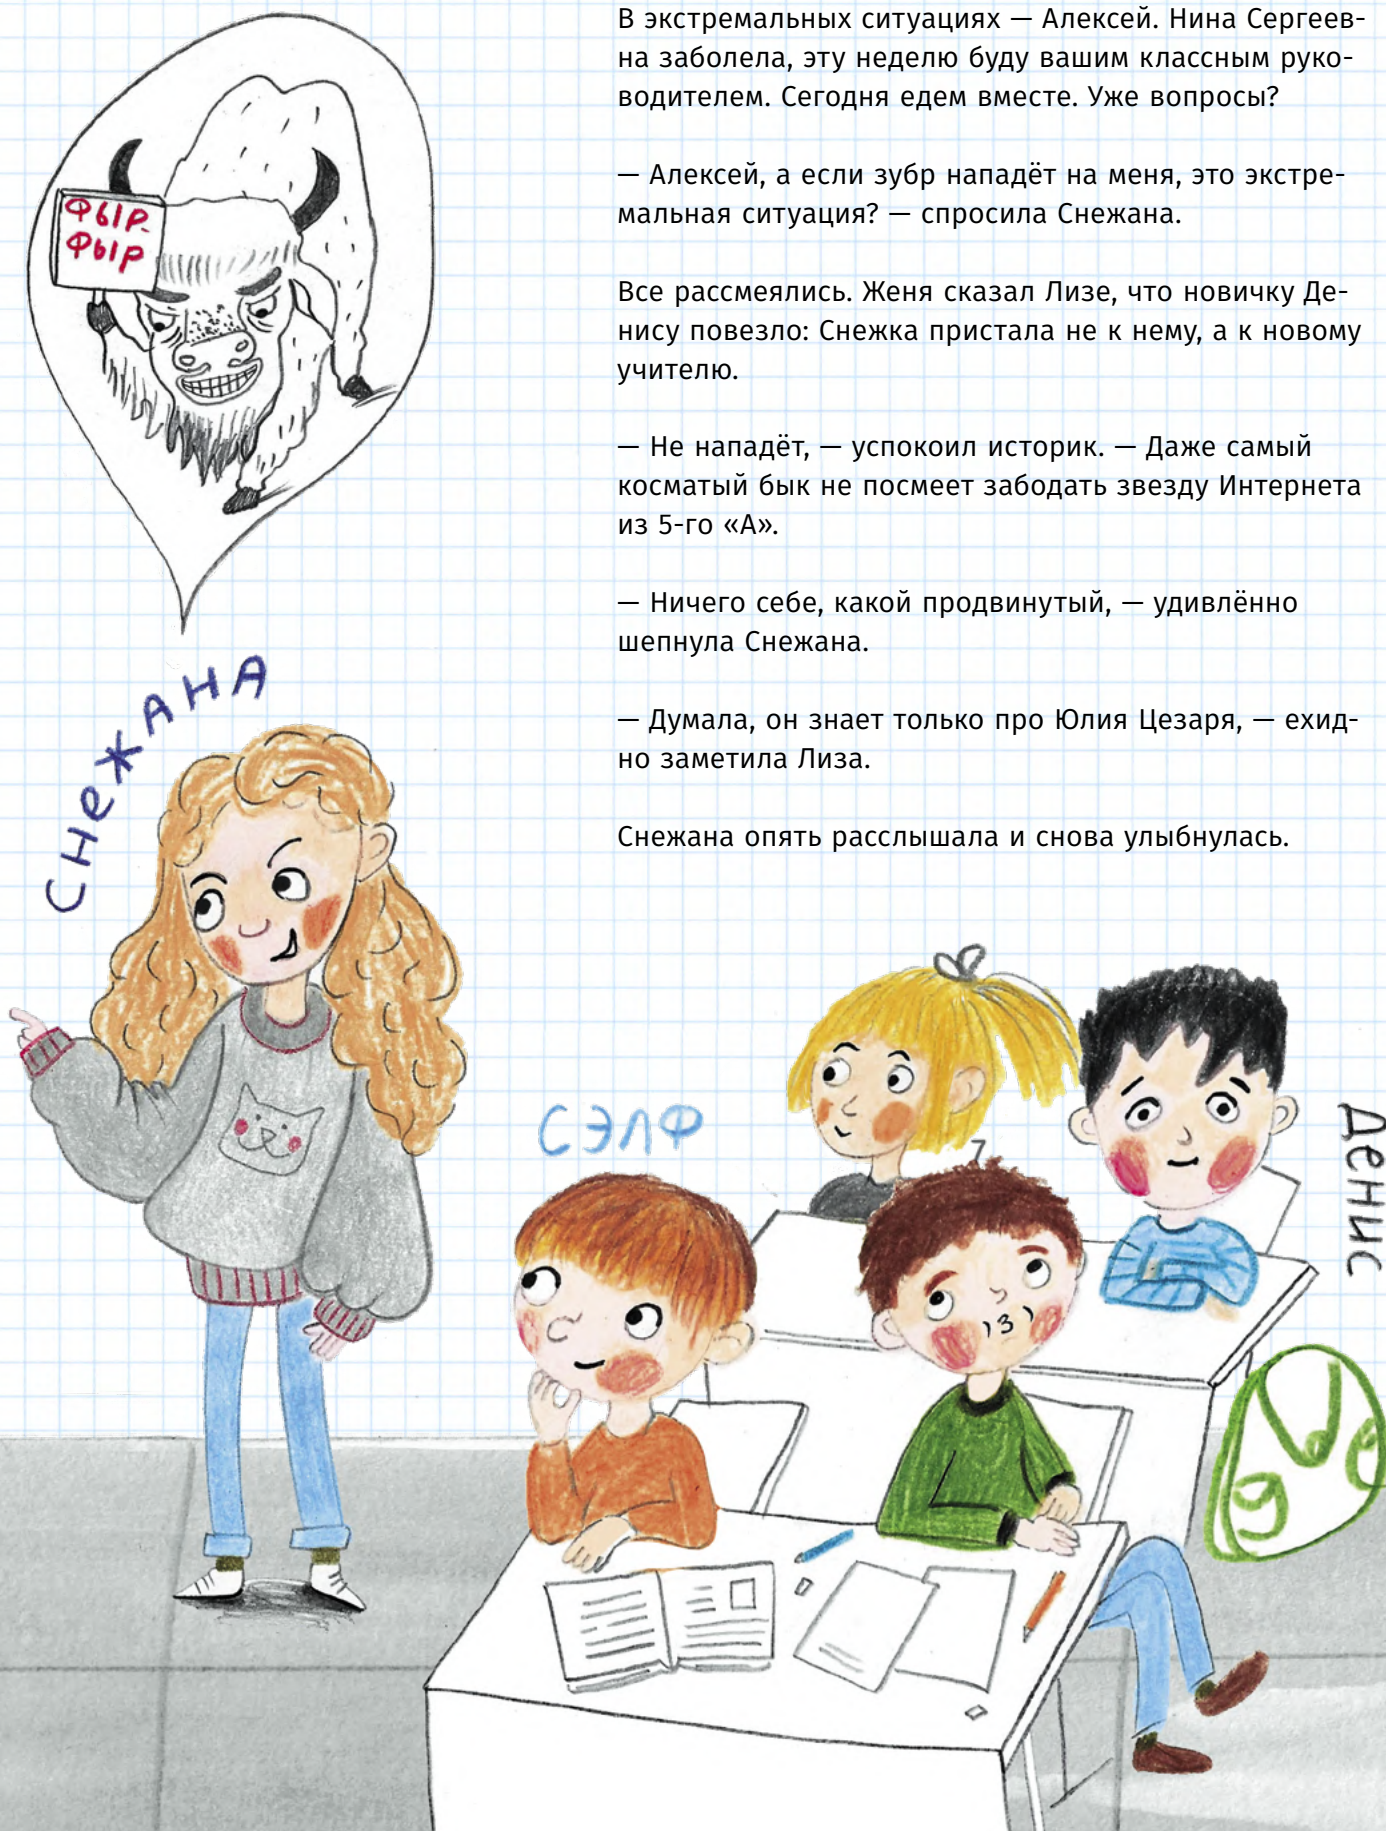 В экстремальных ситуациях — Алексей. Нина Сергеев-
на заболела, эту неделю буду вашим классным руко-
водителем. Сегодня едем вместе. Уже вопросы?
— Алексей, а если зубр нападёт на меня, это экстре-
мальная ситуация? — спросила Снежана.
Все рассмеялись. Женя сказал Лизе, что новичку Де-
нису повезло: Снежка пристала не к нему, а к новому
учителю.
— Не нападёт, — успокоил историк. — Даже самый
косматый бык не посмеет забодать звезду Интернета
из 5-го «А».
— Ничего себе, какой продвинутый, — удивлённо
шепнула Снежана.
— Думала, он знает только про Юлия Цезаря, — ехид-
но заметила Лиза.
Снежана опять расслышала и снова улыбнулась.
ФЫР-
ФЫР
СНеЖАНА
СЭЛФ
ДеНИС